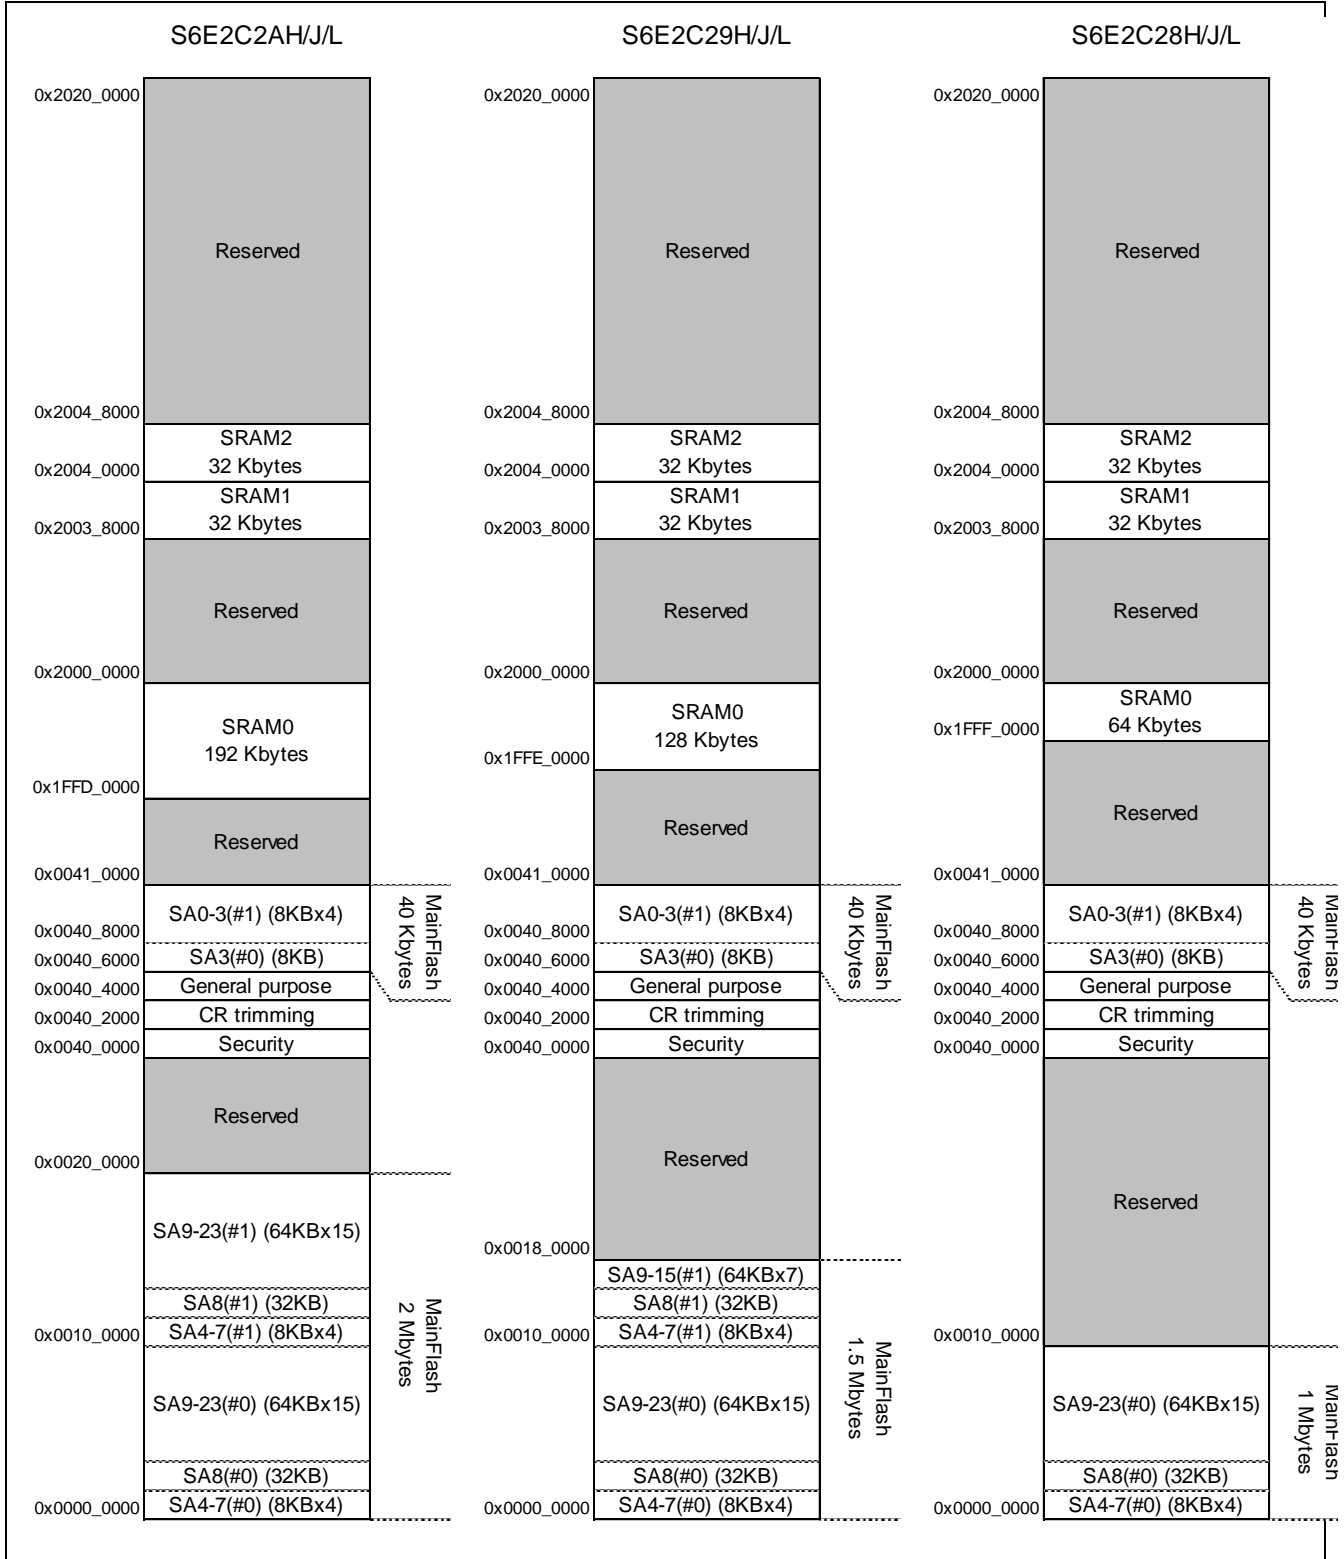 S6E2C2AH/J/L
0x2020_0000
Reserved
0x2004_8000
SRAM2
32 Kbytes
0x2004_0000
SRAM1
32 Kbytes
0x2003_8000
Reserved
0x2000_0000
SRAM0
192 Kbytes
0x1FFD_0000
Reserved
0x0041_0000
SA0-3(#1) (8KBx4)
0x0040_8000
SA3(#0) (8KB)
0x0040_6000
General purpose
0x0040_4000
CR trimming
0x0040_2000
Security
0x0040_0000
MainFlash
40 Kbytes
Reserved
0x0020_0000
SA9-23(#1) (64KBx15)
SA8(#1) (32KB)
SA4-7(#1) (8KBx4)
0x0010_0000
SA9-23(#0) (64KBx15)
SA8(#0) (32KB)
SA4-7(#0) (8KBx4)
0x0000_0000
MainFlash
2 Mbytes
S6E2C29H/J/L
0x2020_0000
Reserved
0x2004_8000
SRAM2
32 Kbytes
0x2004_0000
SRAM1
32 Kbytes
0x2003_8000
Reserved
0x2000_0000
SRAM0
128 Kbytes
0x1FFE_0000
Reserved
0x0041_0000
SA0-3(#1) (8KBx4)
0x0040_8000
SA3(#0) (8KB)
0x0040_6000
General purpose
0x0040_4000
CR trimming
0x0040_2000
Security
0x0040_0000
MainFlash
40 Kbytes
Reserved
0x0018_0000
SA9-15(#1) (64KBx7)
SA8(#1) (32KB)
SA4-7(#1) (8KBx4)
0x0010_0000
SA9-23(#0) (64KBx15)
SA8(#0) (32KB)
SA4-7(#0) (8KBx4)
0x0000_0000
MainFlash
1.5 Mbytes
S6E2C28H/J/L
0x2020_0000
Reserved
0x2004_8000
SRAM2
32 Kbytes
0x2004_0000
SRAM1
32 Kbytes
0x2003_8000
Reserved
0x2000_0000
SRAM0
64 Kbytes
0x1FFF_0000
Reserved
0x0041_0000
SA0-3(#1) (8KBx4)
0x0040_8000
SA3(#0) (8KB)
0x0040_6000
General purpose
0x0040_4000
CR trimming
0x0040_2000
Security
0x0040_0000
MainFlash
40 Kbytes
Reserved
0x0010_0000
SA9-23(#0) (64KBx15)
SA8(#0) (32KB)
SA4-7(#0) (8KBx4)
0x0000_0000
MainFlash
1 Mbytes